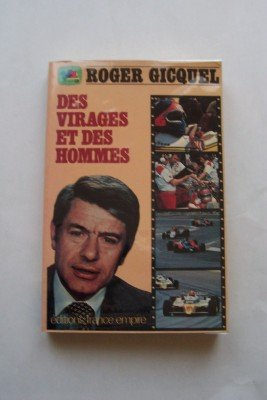 ROGER GICQUEL
DES
VIRAGES
ET DES
HOMMES
éditions france empire